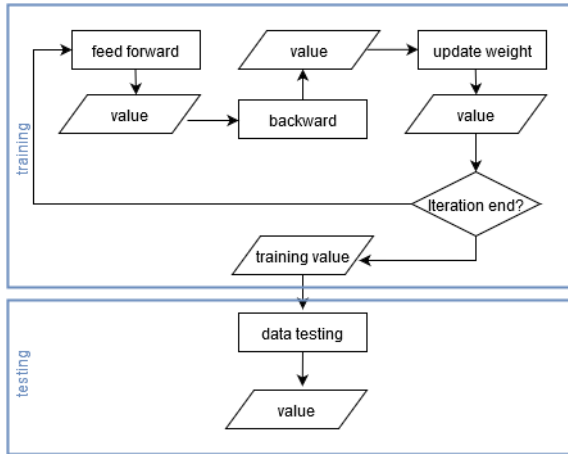 training
feed forward
value
backward
value
update weight
value
Iteration end?
training value
testing
data testing
value